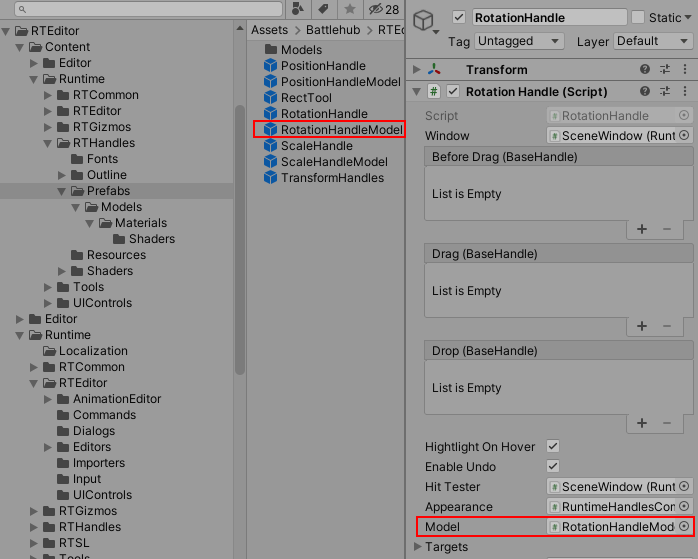 RTEditor
Content
Editor
Runtime
RTCommon
RTEditor
RTGizmos
RTHandles
Fonts
Outline
Prefabs
Models
Materials
Shaders
Resources
Shaders
Tools
UIControls
Editor
Runtime
Localization
RTCommon
RTEditor
AnimationEditor
Commands
Dialogs
Editors
Importers
Input
UIControls
RTGizmos
RTHandles
RTSL
Tools
28
Assets Battlehub RTEd
Models
PositionHandle
PositionHandleModel
RectTool
RotationHandle
RotationHandleModel
ScaleHandle
ScaleHandleModel
TransformHandles
RotationHandle Static
Tag Untagged Layer Default
Transform
Rotation Handle (Script)
Script RotationHandle
Window SceneWindow (Runt
Before Drag (BaseHandle)
List is Empty
+ −
Drag (BaseHandle)
List is Empty
+ −
Drop (BaseHandle)
List is Empty
+ −
Hightlight On Hover
Enable Undo
Hit Tester SceneWindow (Runt
Appearance RuntimeHandlesCon
Model RotationHandleMod
Targets